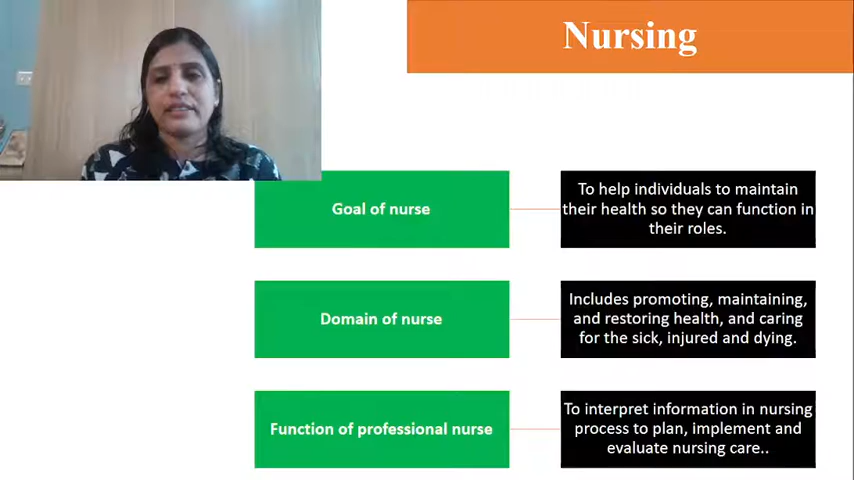 Nursing
Goal of nurse
To help individuals to maintain
their health so they can function in
their roles.
Domain of nurse
Includes promoting, maintaining,
and restoring health, and caring
for the sick, injured and dying.
Function of professional nurse
To interpret information in nursing
process to plan, implement and
evaluate nursing care..